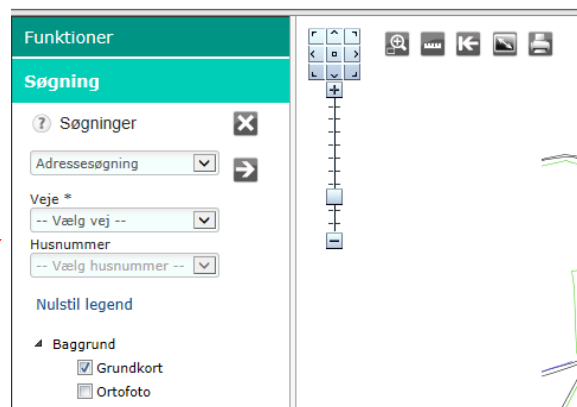 Funktioner
Søgning
? Søgninger
Adressesøgning
Veje *
-- Vælg vej --
Husnummer
-- Vælg husnummer --
Nulstil legend
Baggrund
Grundkort
Ortofoto